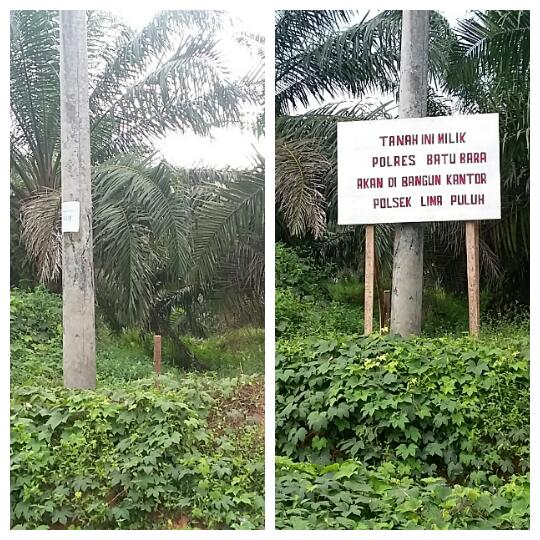 TANAH INI MILIK
POLRES BATU BARA
AKAN DI BANGUN KANTOR
POLSEK LIMA PULUH